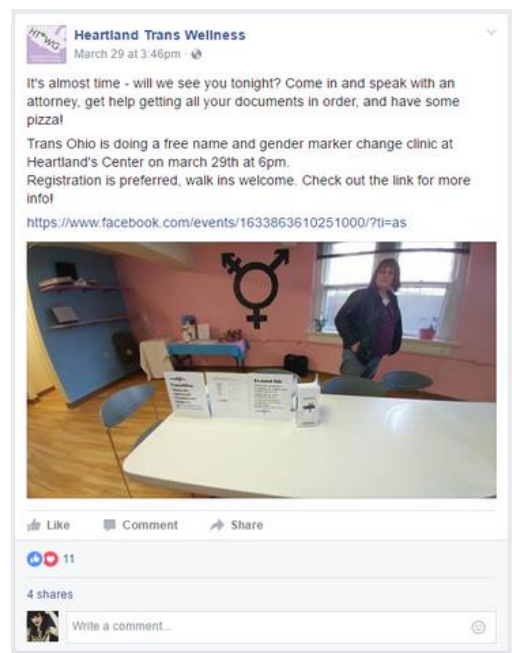 HT*WG
Heartland Trans Wellness
March 29 at 3:46pm
It's almost time - will we see you tonight? Come in and speak with an
attorney, get help getting all your documents in order, and have some
pizza!
Trans Ohio is doing a free name and gender marker change clinic at
Heartland's Center on march 29th at 6pm.
Registration is preferred, walk ins welcome. Check out the link for more
info!
https://www.facebook.com/events/1633863610251000/?ti=as
Like Comment Share
11
4 shares
Write a comment...